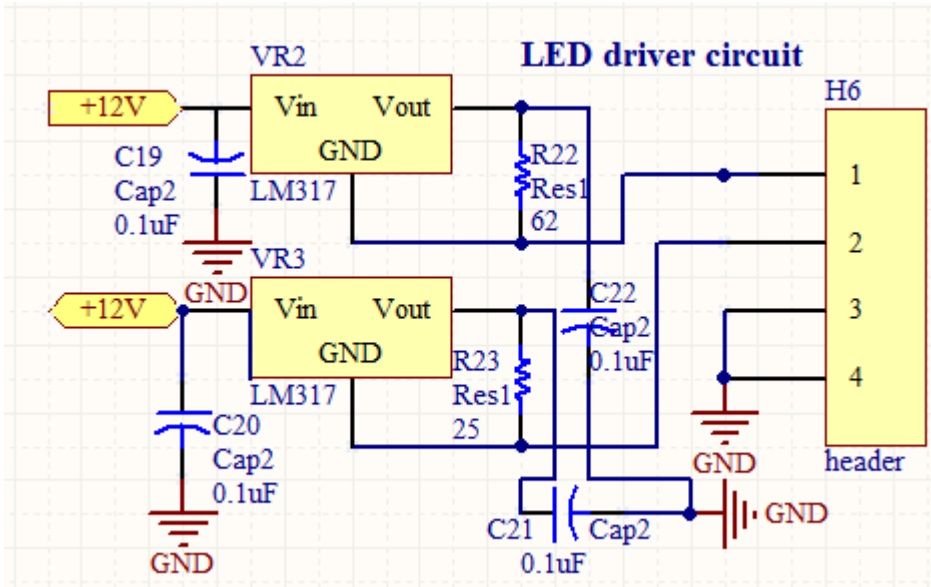 LED driver circuit
VR2
H6
+12V
Vin
Vout
GND
C19
Cap2
0.1uF
LM317
R22
Res1
62
1
2
3
4
GND
VR3
+12V
Vin
Vout
GND
C22
Cap2
0.1uF
LM317
R23
Res1
25
C20
Cap2
0.1uF
GND
header
GND
C21
Cap2
0.1uF
GND